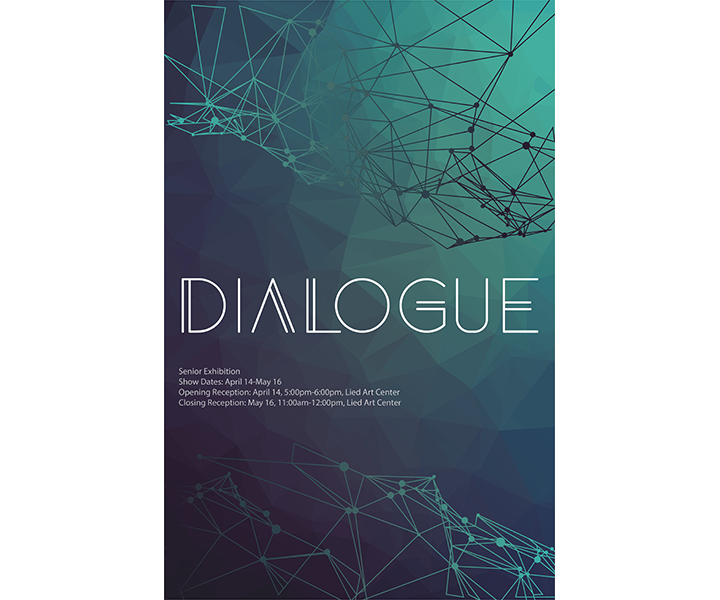 DIALOGUE
Senior Exhibition
Show Dates: April 14-May 16
Opening Reception: April 14, 5:00pm-6:00pm, Lied Art Center
Closing Reception: May 16, 11:00am-12:00pm, Lied Art Center